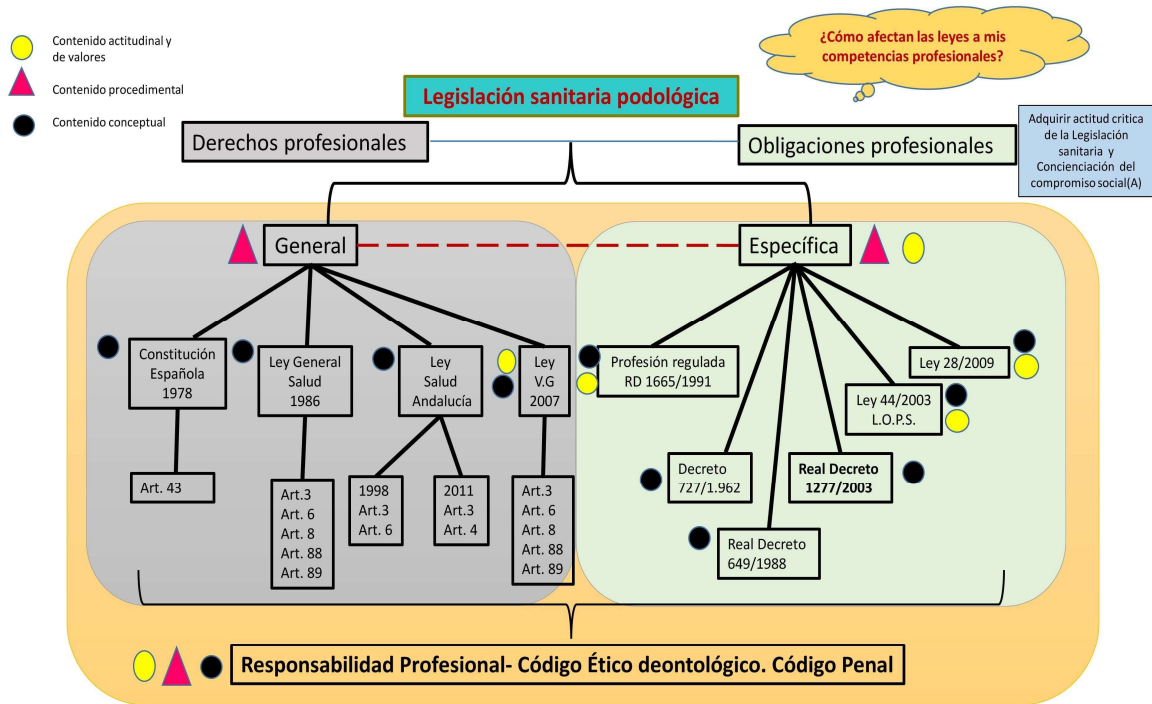 Contenido actitudinal y
de valores
Contenido procedimental
Contenido conceptual
¿Cómo afectan las leyes a mis
competencias profesionales?
Legislación sanitaria podológica
Derechos profesionales
Obligaciones profesionales
Adquirir actitud critica
de la Legislación
sanitaria y
Concienciación del
compromiso social(A)
General
Específica
Constitución
Española
1978
Ley General
Salud
1986
Ley
Salud
Andalucía
Ley
V.G
2007
Profesión regulada
RD 1665/1991
Ley 28/2009
Ley 44/2003
L.O.P.S.
Art. 43
Art.3
Art. 6
Art. 8
Art. 88
Art. 89
1998
Art.3
Art. 6
2011
Art.3
Art. 4
Art.3
Art. 6
Art. 8
Art. 88
Art. 89
Decreto
727/1.962
Real Decreto
1277/2003
Real Decreto
649/1988
Responsabilidad Profesional- Código Ético deontológico. Código Penal